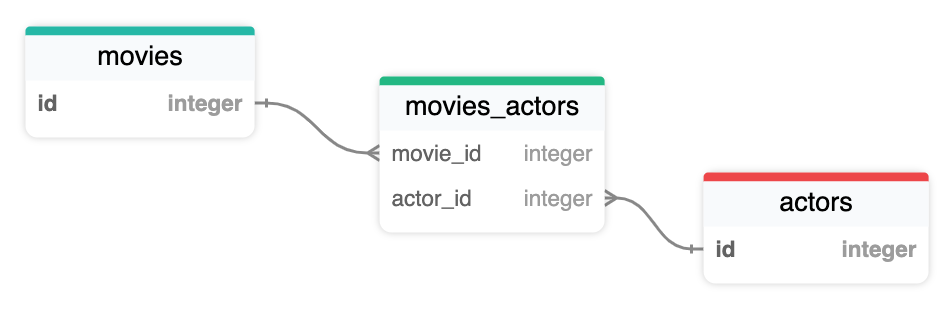 movies
id integer
movies_actors
movie_id integer
actor_id integer
actors
id integer